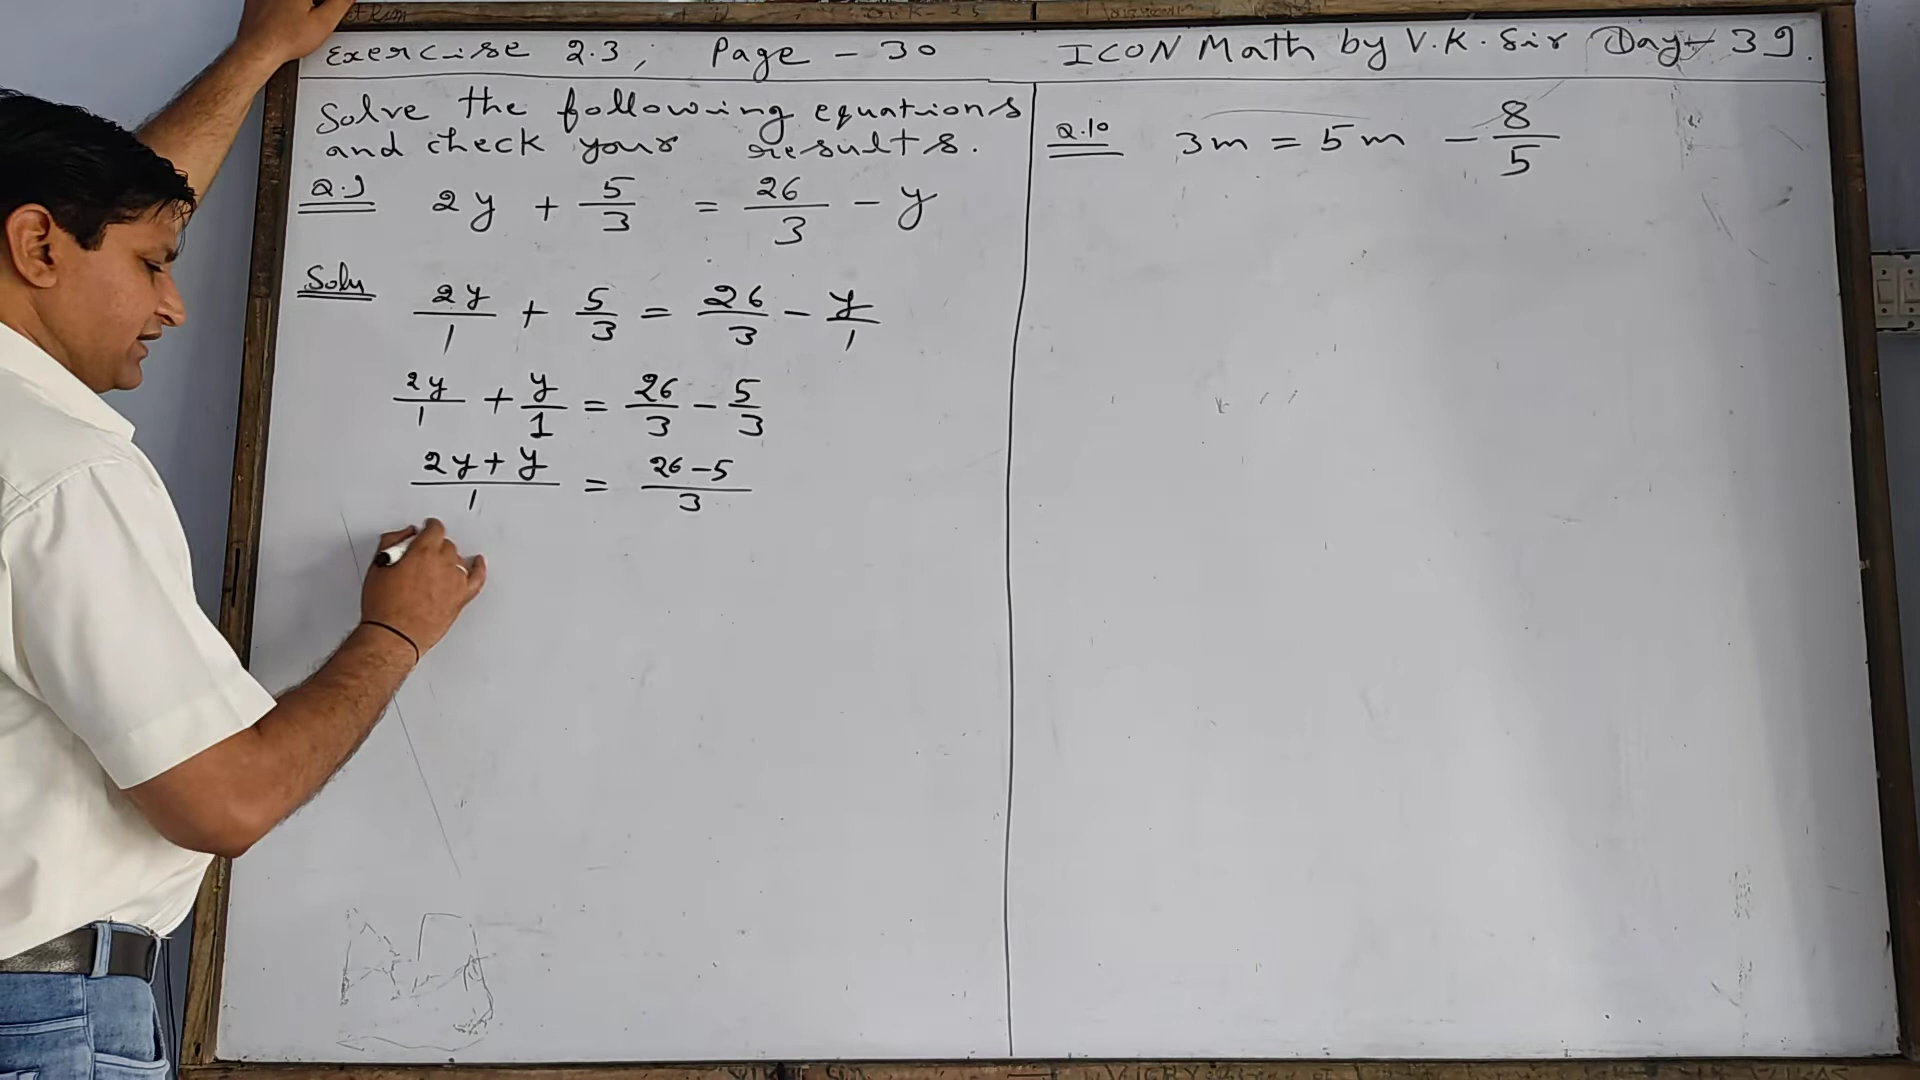 Exercise 2.3, Page - 30
ICON Math by V.K. Sir Day - 39.
Solve the following equations
and check your results.
Q.9 2y + 5/3 = 26/3 - y
Soln 2y/1 + 5/3 = 26/3 - y/1
2y/1 + y/1 = 26/3 - 5/3
2y + y/1 = 26 - 5/3
Q.10 3m = 5m - 8/5